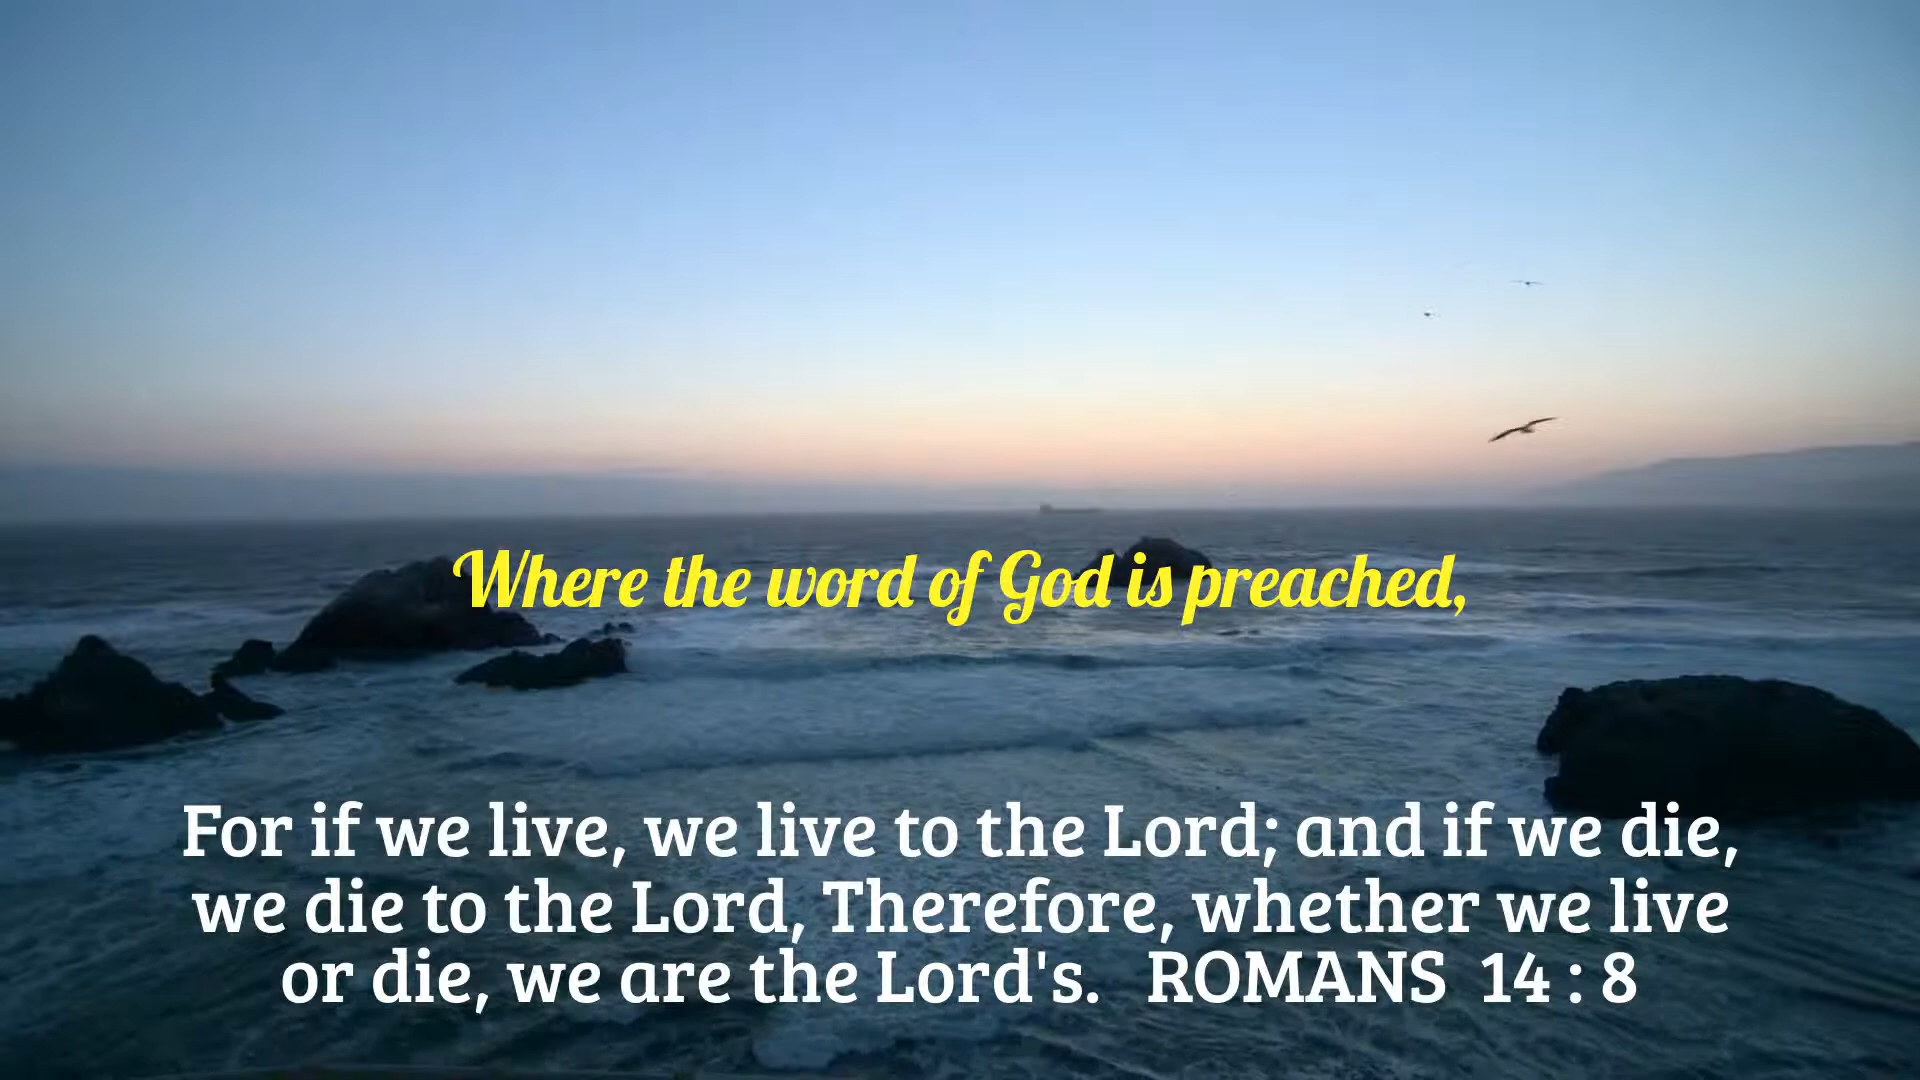 Where the word of God is preached,
For if we live, we live to the Lord; and if we die,
we die to the Lord, Therefore, whether we live
or die, we are the Lord's. ROMANS 14 : 8